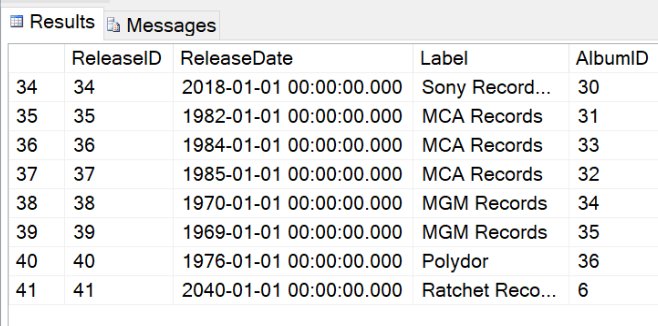 Results Messages
ReleaseID ReleaseDate Label AlbumID
34 34 2018-01-01 00:00:00.000 Sony Record... 30
35 35 1982-01-01 00:00:00.000 MCA Records 31
36 36 1984-01-01 00:00:00.000 MCA Records 33
37 37 1985-01-01 00:00:00.000 MCA Records 32
38 38 1970-01-01 00:00:00.000 MGM Records 34
39 39 1969-01-01 00:00:00.000 MGM Records 35
40 40 1976-01-01 00:00:00.000 Polydor 36
41 41 2040-01-01 00:00:00.000 Ratchet Reco... 6